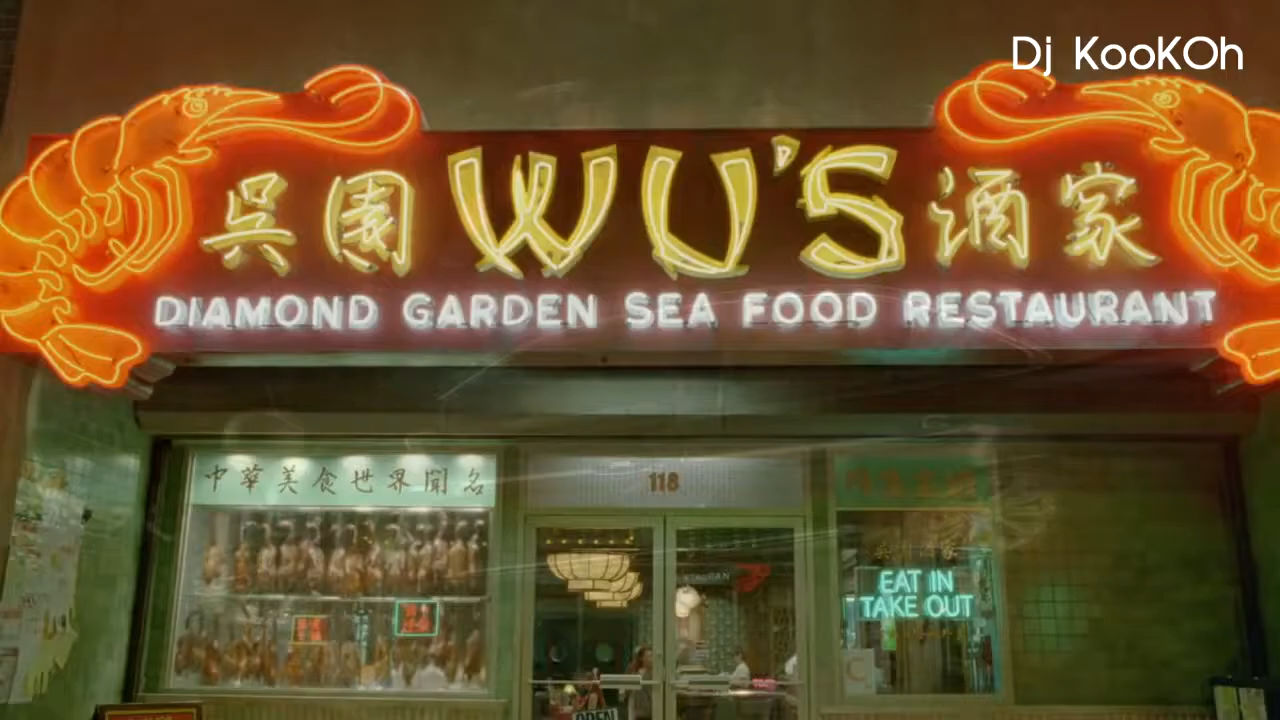 Dj KooKOh
吳園 WU'S 酒家
DIAMOND GARDEN SEA FOOD RESTAURANT
中華美食世界聞名
118
EAT IN
TAKE OUT
OPEN